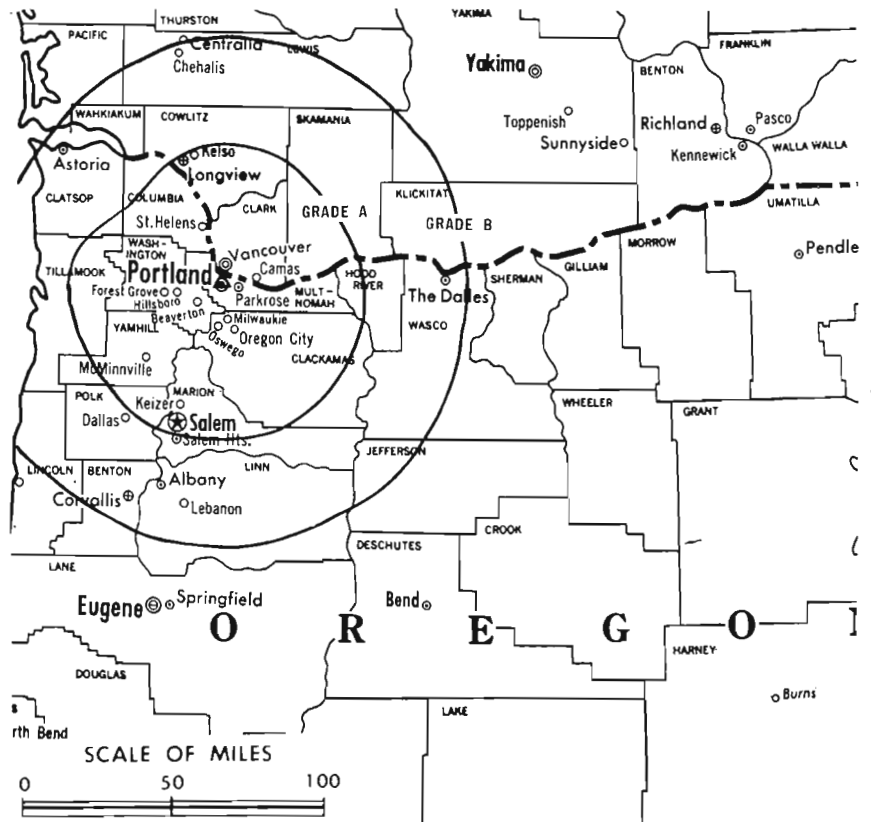 THURSTON
YAKIMA
PACIFIC
Centralia
LEWIS
FRANKLIN
Chehalis
Yakima
BENTON
WAHKIAKUM
COWLITZ
SKAMANIA
Toppenish
Richland
Pasco
Sunnyside
Kennewick
WALLA WALLA
Astoria
Kelso
Longview
CLATSOP
COLUMBIA
CLARK
KLICKITAT
UMATILLA
GRADE A
GRADE B
St. Helens
WASH-
INGTON
Vancouver
MORROW
Pendle
TILLAMOOK
Portland
Camas
HOOD
RIVER
SHERMAN
GILLIAM
Forest Grove
Parkrose
MULT-
NOMAH
The Dalles
Hillsboro
Beaverton
Milwaukie
YAMHILL
Oswego
Oregon City
WASCO
CLACKAMAS
McMinnville
MARION
POLK
Keizer
WHEELER
GRANT
Dallas
Salem
Salem Hts.
JEFFERSON
LINCOLN
BENTON
LINN
Albany
Corvallis
Lebanon
CROOK
DESCHUTES
LANE
Eugene
Springfield
Bend
O R E G O
HARNEY
DOUGLAS
Burns
LAKE
s
rth Bend
SCALE OF MILES
0 50 100